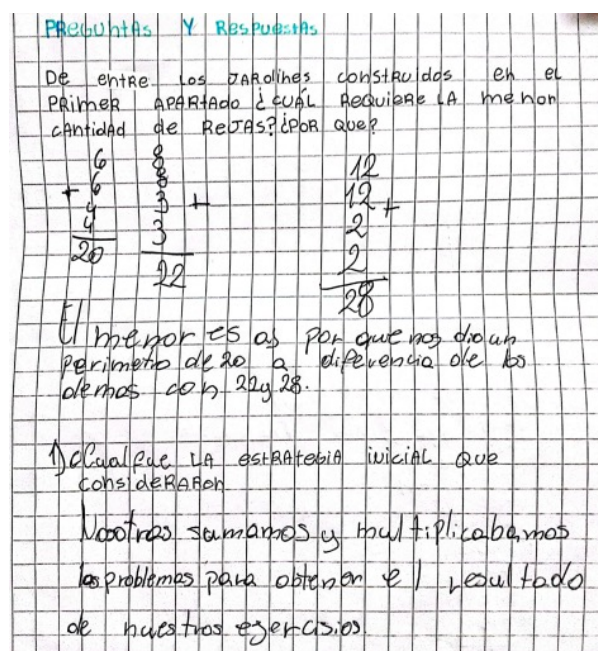 PREGUNTAS Y RESPUESTAS
DE ENTRE LOS JARDINES CONSTRUIDOS EN EL
PRIMER APARTADO ¿CUÁL REQUIERE LA MENOR
CANTIDAD DE REJAS? ¿POR QUE?
6 8 12
+ 6 8 12 +
4 3 + 2
4 3 2
20 22 28
El menor es a) por que nos dio un
perimetro de 20 a diferencia de los
demas con 22 y 28.
1) ¿Cual fue LA ESTRATEGIA INICIAL QUE
CONSIDERARON
Nosotras sumamos y multiplicabamos
los problemas para obtener el resultado
de nuestros ejercisios.